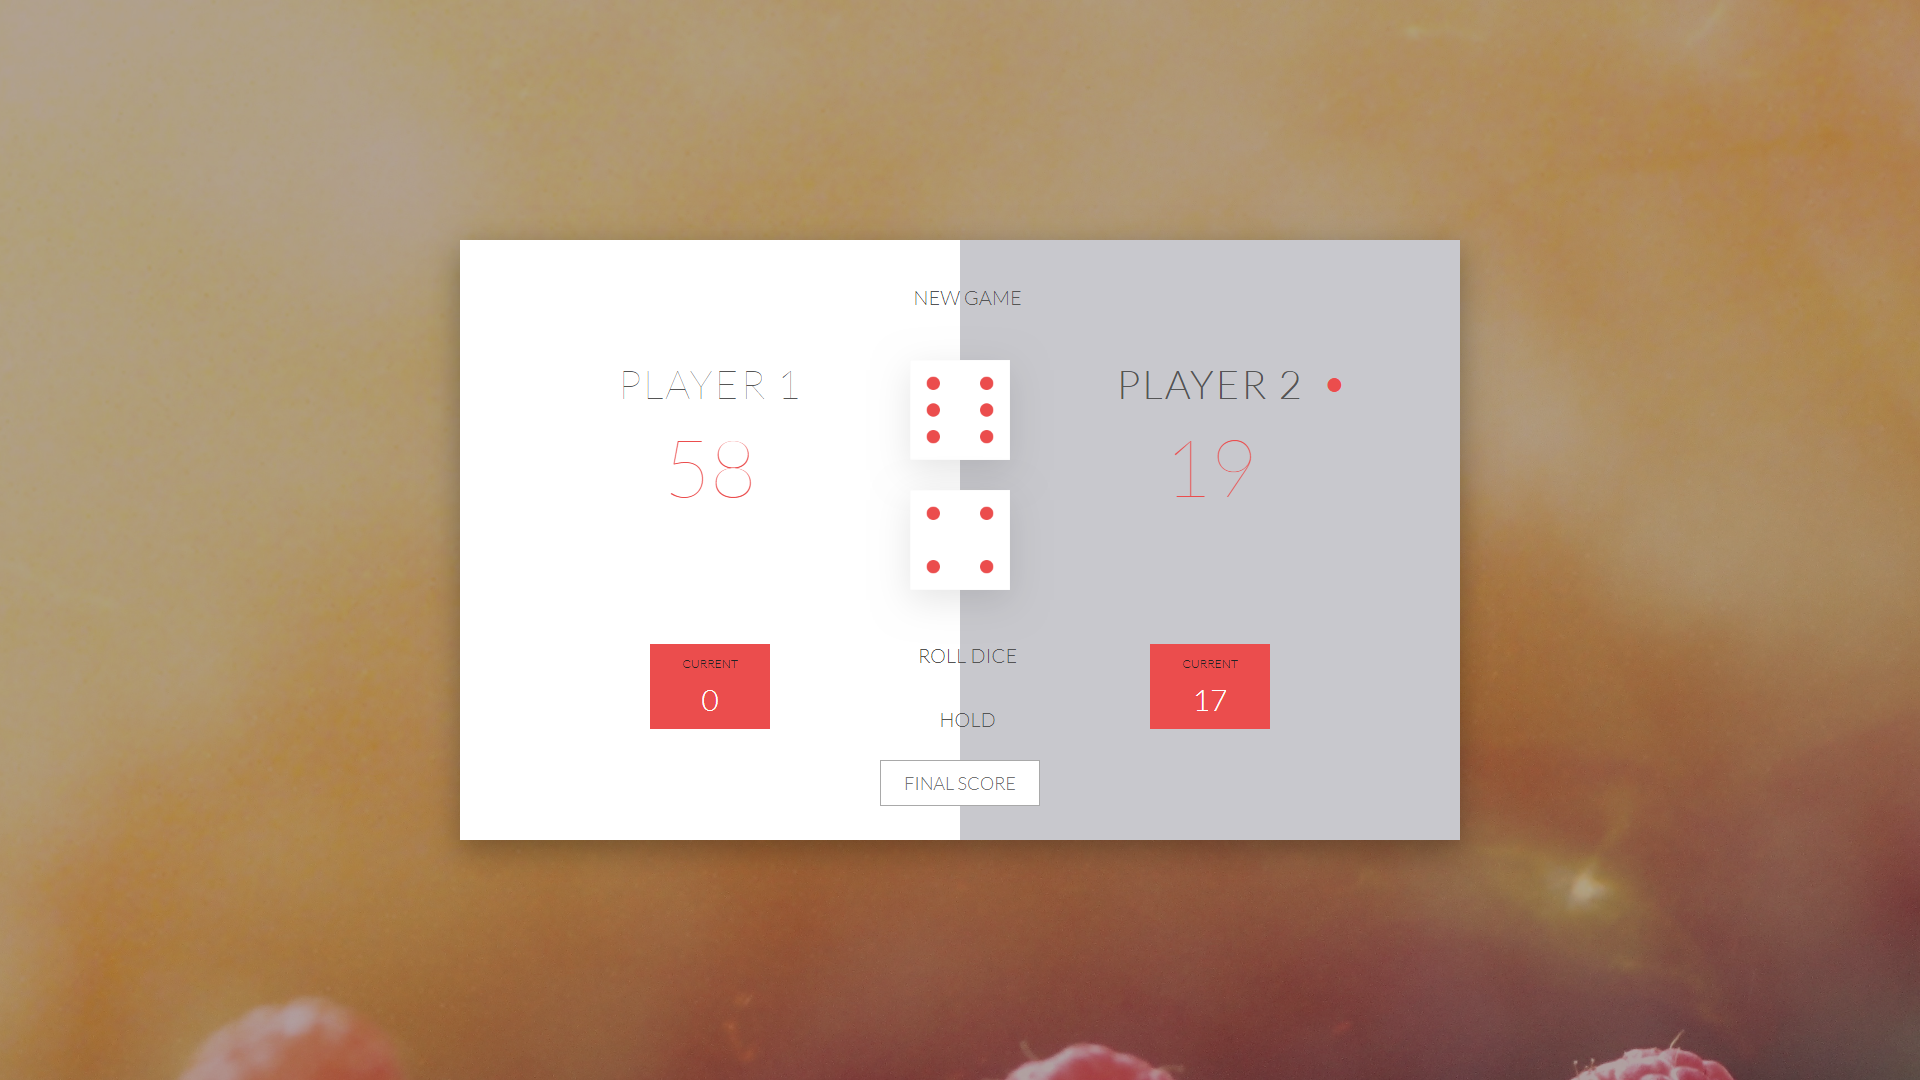 NEW GAME
PLAYER 1
58
PLAYER 2
19
CURRENT
0
CURRENT
17
ROLL DICE
HOLD
FINAL SCORE